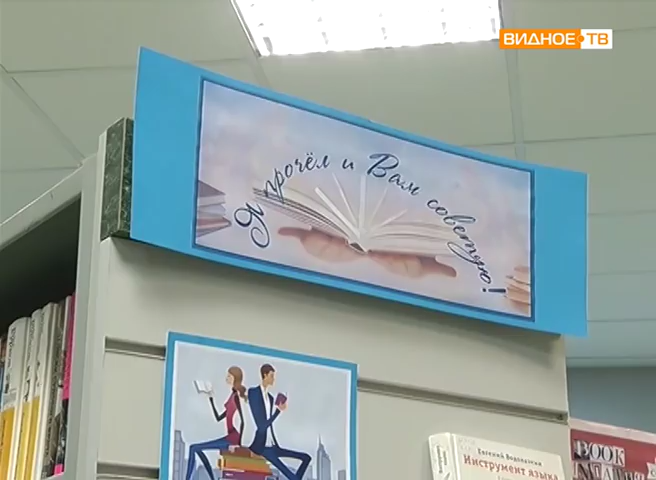 ВИДНОЕ ТВ
Я прочёл и Вам советую!
Евгений Водолазкин
Инструмент языка
BOOK